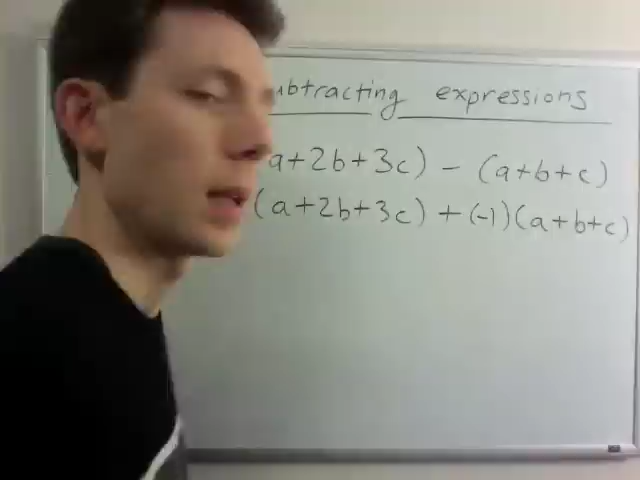 ubtracting expressions
a+2b+3c) - (a+b+c)
(a+2b+3c) + (-1)(a+b+c)